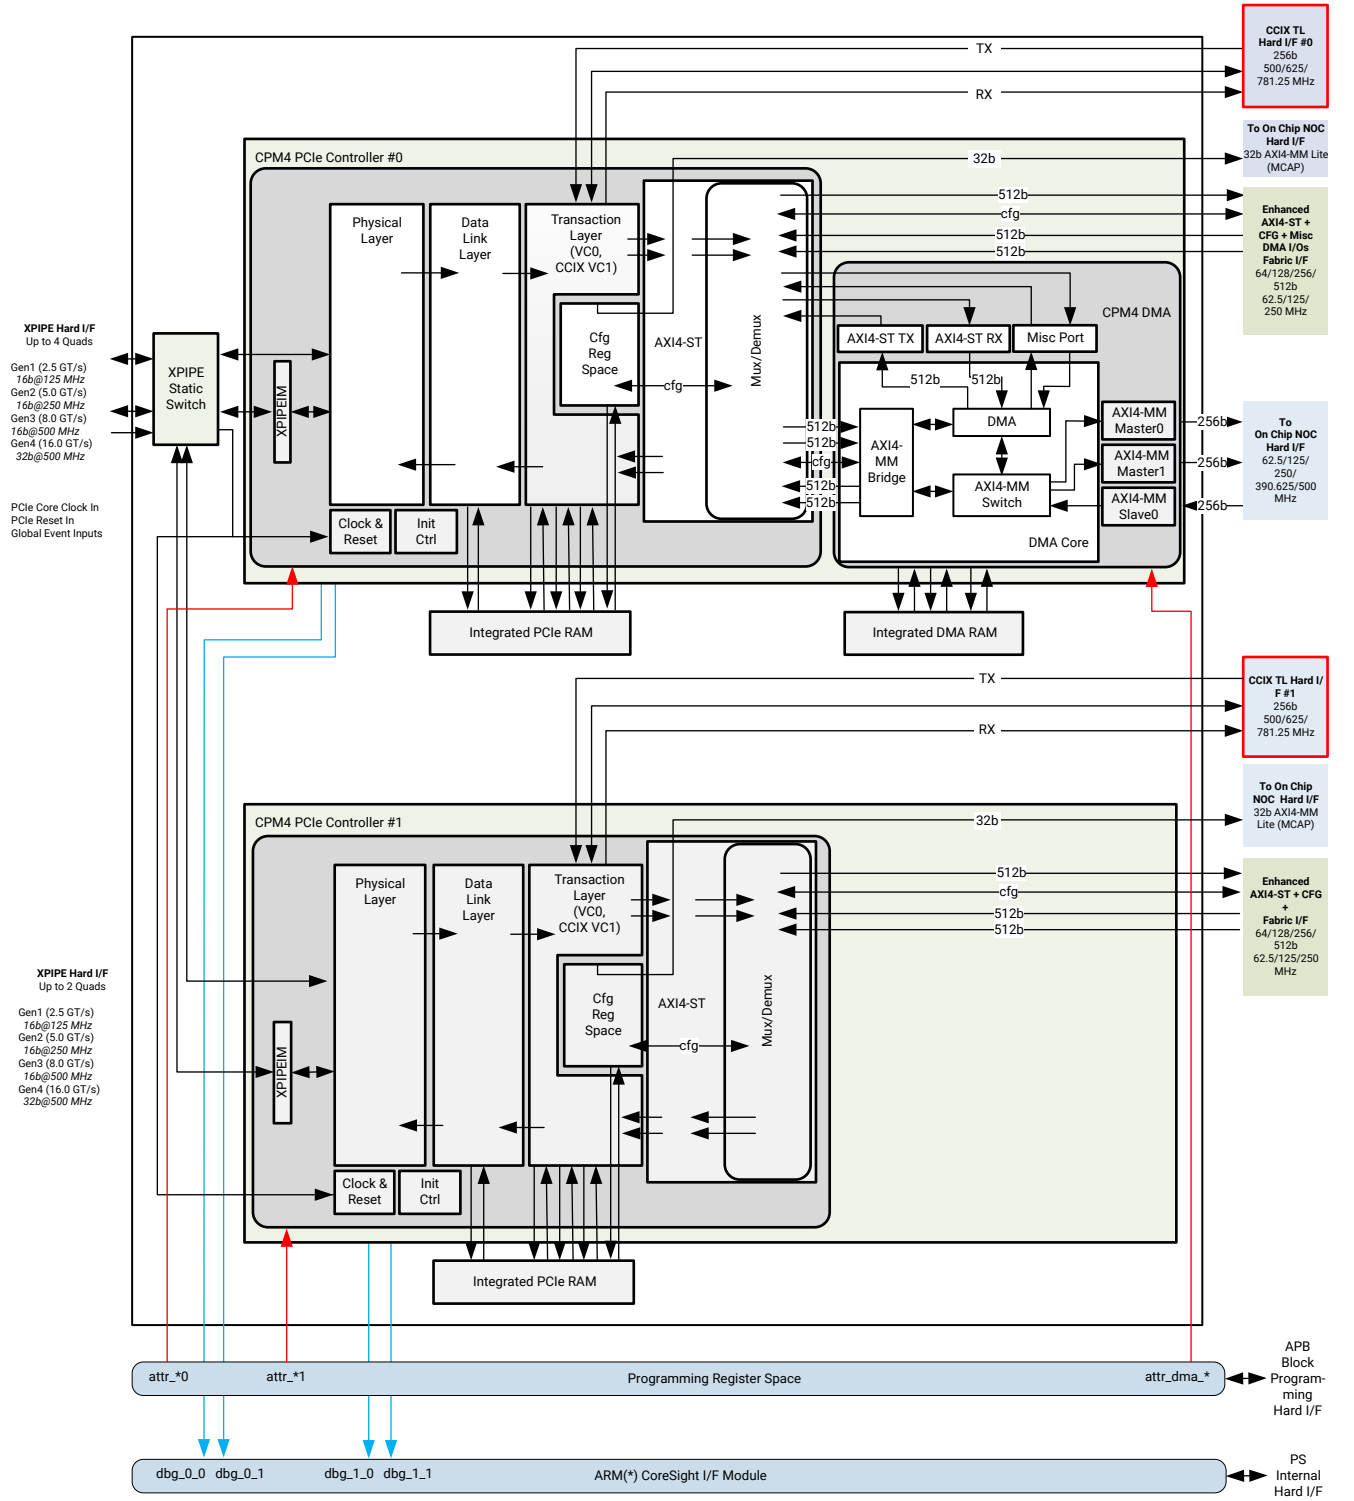 CCIX TL
Hard I/F #0
256b
500/625/
781.25 MHz
TX
RX
To On Chip NOC
Hard I/F
32b AXI4-MM Lite
(MCAP)
CPM4 PCIe Controller #0
32b
512b
cfg
512b
512b
Enhanced
AXI4-ST +
CFG + Misc
DMA I/Os
Fabric I/F
64/128/256/
512b
62.5/125/
250 MHz
Physical
Layer
Data
Link
Layer
Transaction
Layer
(VC0,
CCIX VC1)
Cfg
Reg
Space
AXI4-ST
cfg
Mux/Demux
CPM4 DMA
AXI4-ST TX
AXI4-ST RX
Misc Port
512b
512b
DMA
AXI4-
MM
Bridge
AXI4-MM
Switch
AXI4-MM
Master0
AXI4-MM
Master1
AXI4-MM
Slave0
DMA Core
512b
512b
cfg
512b
512b
256b
256b
256b
To
On Chip NOC
Hard I/F
62.5/125/
250/
390.625/500
MHz
XPIPE Hard I/F
Up to 4 Quads
Gen1 (2.5 GT/s)
16b@125 MHz
Gen2 (5.0 GT/s)
16b@250 MHz
Gen3 (8.0 GT/s)
16b@500 MHz
Gen4 (16.0 GT/s)
32b@500 MHz
PCIe Core Clock In
PCIe Reset In
Global Event Inputs
XPIPE
Static
Switch
XPIPEIM
Clock &
Reset
Init
Ctrl
Integrated PCIe RAM
Integrated DMA RAM
TX
RX
CCIX TL Hard I/
F #1
256b
500/625/
781.25 MHz
To On Chip
NOC Hard I/F
32b AXI4-MM
Lite (MCAP)
CPM4 PCIe Controller #1
32b
512b
cfg
512b
512b
Enhanced
AXI4-ST + CFG
+
Fabric I/F
64/128/256/
512b
62.5/125/250
MHz
Physical
Layer
Data
Link
Layer
Transaction
Layer
(VC0,
CCIX VC1)
Cfg
Reg
Space
AXI4-ST
cfg
Mux/Demux
XPIPE Hard I/F
Up to 2 Quads
Gen1 (2.5 GT/s)
16b@125 MHz
Gen2 (5.0 GT/s)
16b@250 MHz
Gen3 (8.0 GT/s)
16b@500 MHz
Gen4 (16.0 GT/s)
32b@500 MHz
XPIPEIM
Clock &
Reset
Init
Ctrl
Integrated PCIe RAM
attr_*0
attr_*1
Programming Register Space
attr_dma_*
APB
Block
Program-
ming
Hard I/F
dbg_0_0
dbg_0_1
dbg_1_0
dbg_1_1
ARM(*) CoreSight I/F Module
PS
Internal
Hard I/F